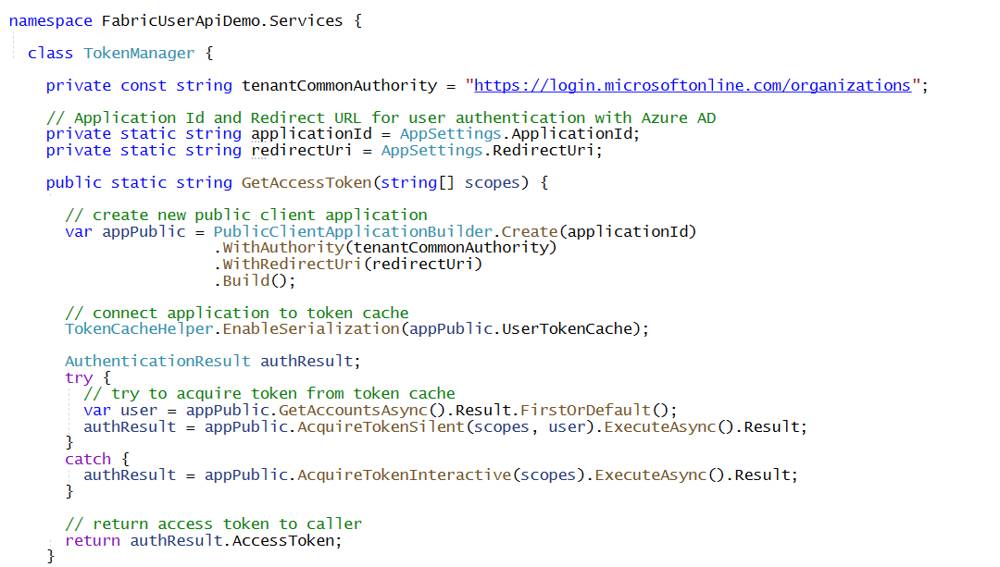 namespace FabricUserApiDemo.Services {
class TokenManager {
private const string tenantCommonAuthority = "https://login.microsoftonline.com/organizations";
// Application Id and Redirect URL for user authentication with Azure AD
private static string applicationId = AppSettings.ApplicationId;
private static string redirectUri = AppSettings.RedirectUri;
public static string GetAccessToken(string[] scopes) {
// create new public client application
var appPublic = PublicClientApplicationBuilder.Create(applicationId)
.WithAuthority(tenantCommonAuthority)
.WithRedirectUri(redirectUri)
.Build();
// connect application to token cache
TokenCacheHelper.EnableSerialization(appPublic.UserTokenCache);
AuthenticationResult authResult;
try {
// try to acquire token from token cache
var user = appPublic.GetAccountsAsync().Result.FirstOrDefault();
authResult = appPublic.AcquireTokenSilent(scopes, user).ExecuteAsync().Result;
}
catch {
authResult = appPublic.AcquireTokenInteractive(scopes).ExecuteAsync().Result;
}
// return access token to caller
return authResult.AccessToken;
}